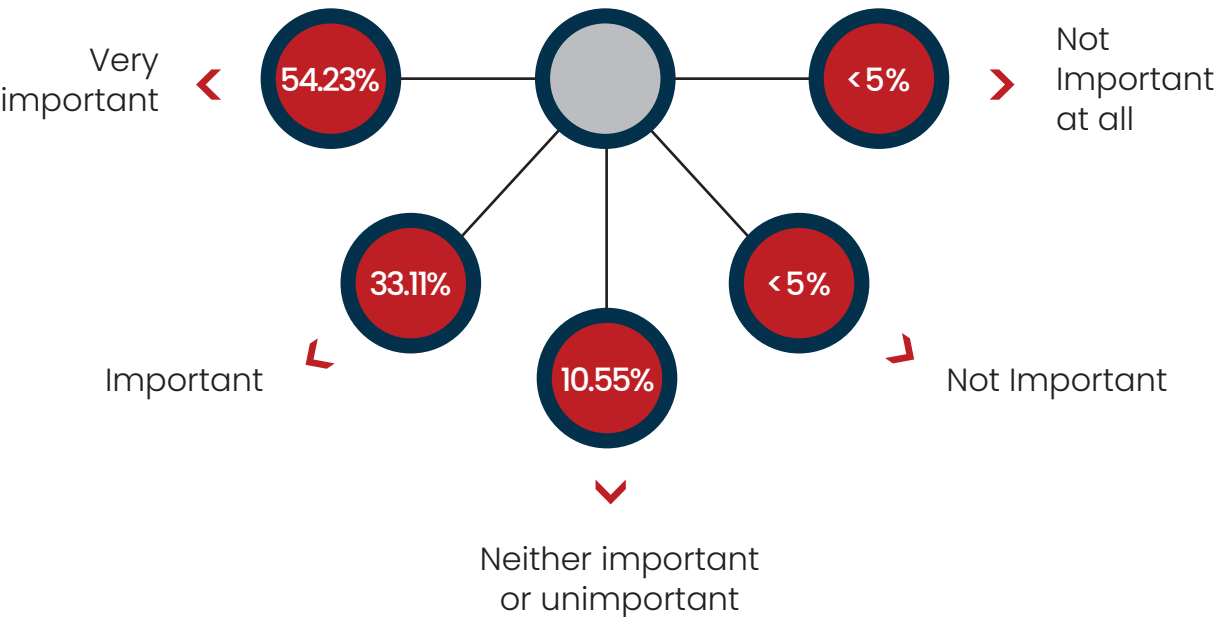 Very
important
54.23%
<5%
Not
Important
at all
33.11%
<5%
Important
10.55%
Not Important
Neither important
or unimportant